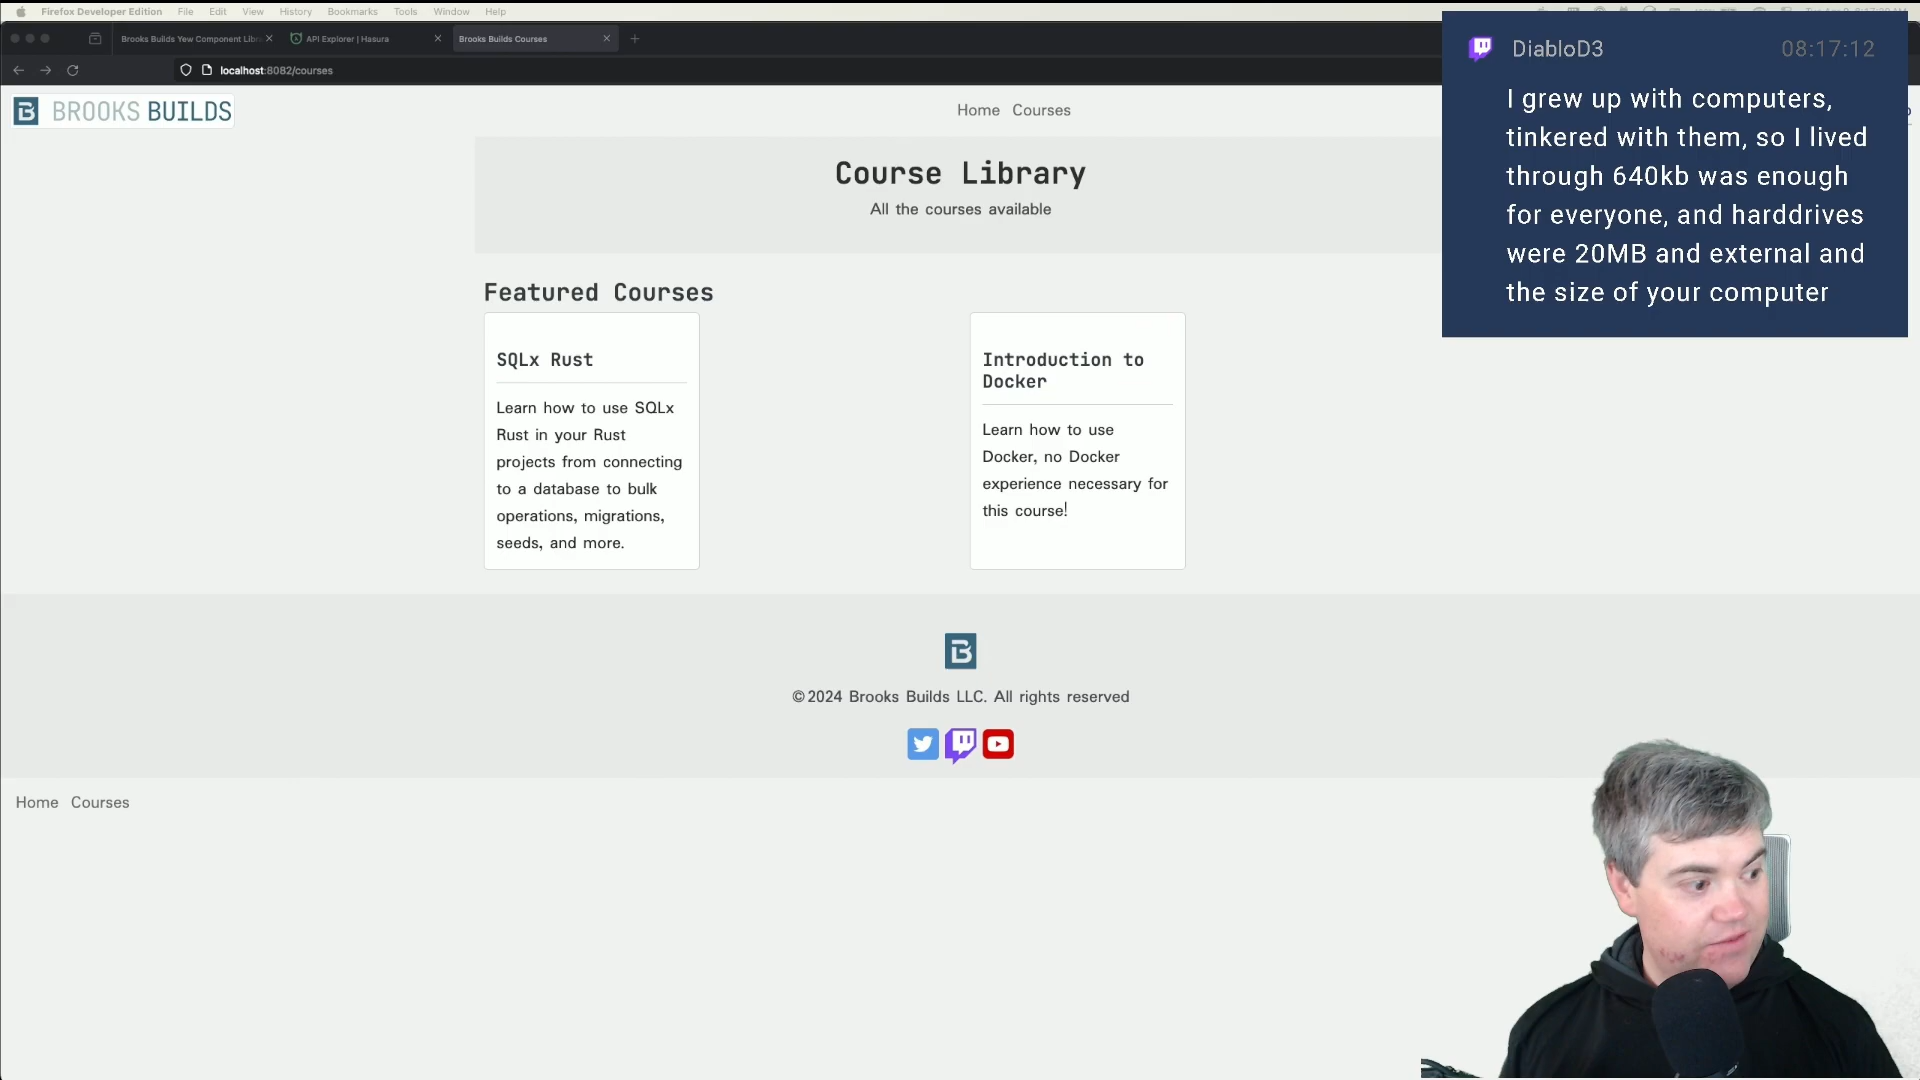 Firefox Developer Edition File Edit View History Bookmarks Tools Window Help
Brooks Builds Yew Component Libr
API Explorer | Hasura
Brooks Builds Courses
localhost:8082/courses
BROOKS BUILDS
Home Courses
Course Library
All the courses available
Featured Courses
SQLx Rust
Learn how to use SQLx
Rust in your Rust
projects from connecting
to a database to bulk
operations, migrations,
seeds, and more.
Introduction to
Docker
Learn how to use
Docker, no Docker
experience necessary for
this course!
©2024 Brooks Builds LLC. All rights reserved
Home Courses
DiabloD3 08:17:12
I grew up with computers,
tinkered with them, so I lived
through 640kb was enough
for everyone, and harddrives
were 20MB and external and
the size of your computer